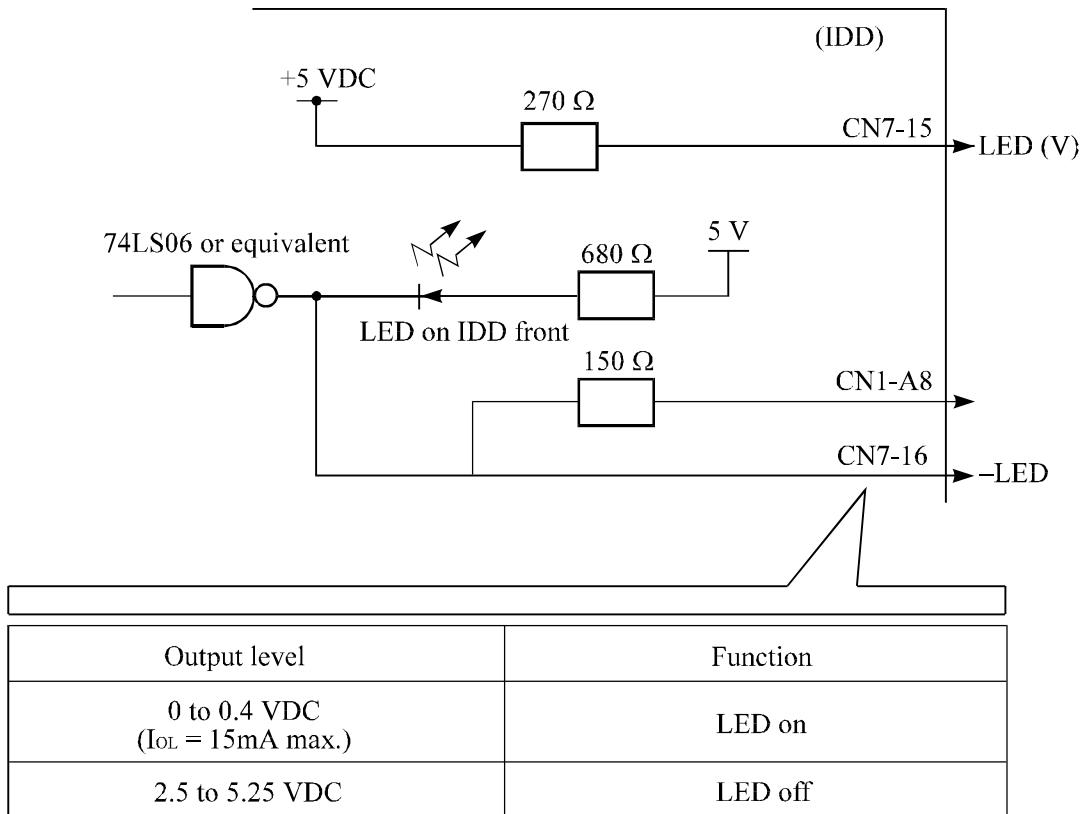 (IDD)
+5 VDC
270 Ω
CN7-15
LED (V)
74LS06 or equivalent
5 V
680 Ω
LED on IDD front
150 Ω
CN1-A8
CN7-16
–LED
Output level
Function
0 to 0.4 VDC
(IOL = 15mA max.)
LED on
2.5 to 5.25 VDC
LED off